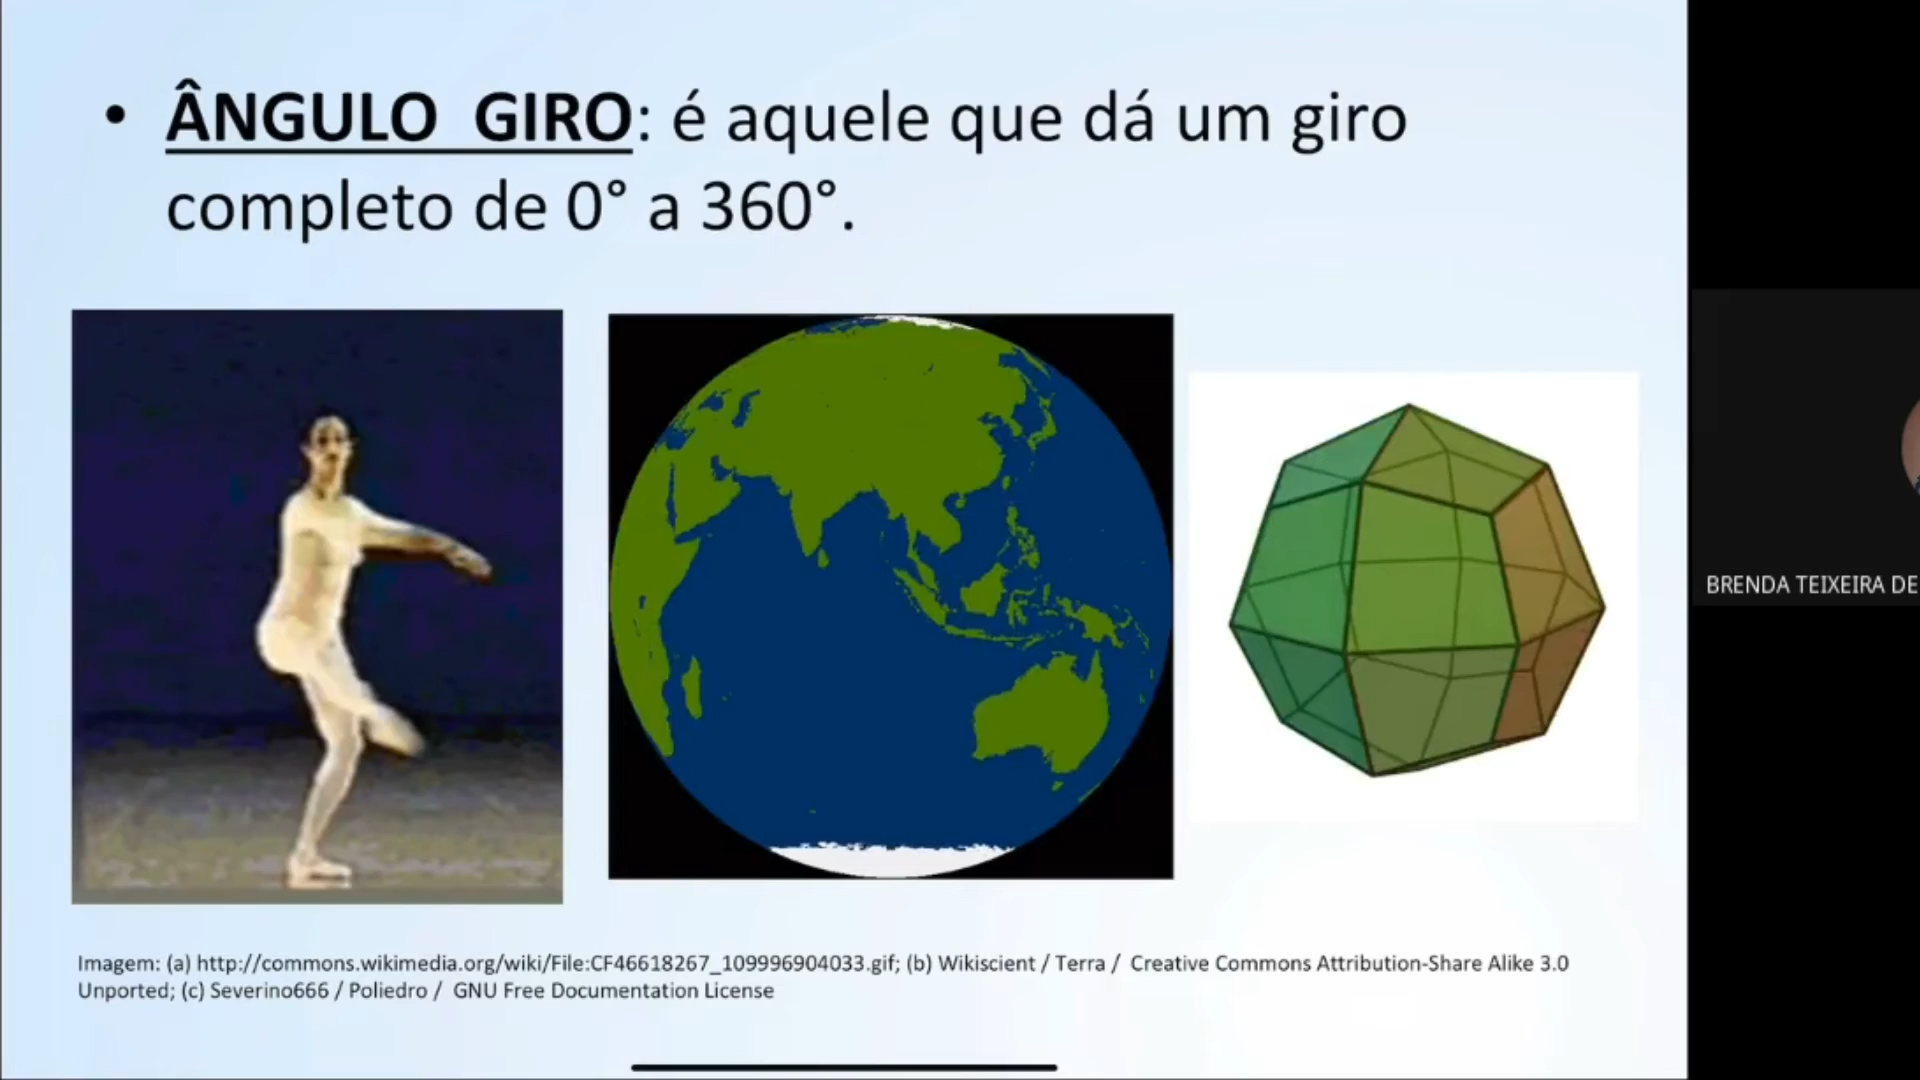 • ÂNGULO GIRO: é aquele que dá um giro
completo de 0° a 360°.
BRENDA TEIXEIRA DE
Imagem: (a) http://commons.wikimedia.org/wiki/File:CF46618267_109996904033.gif; (b) Wikiscient / Terra / Creative Commons Attribution-Share Alike 3.0
Unported; (c) Severino666 / Poliedro / GNU Free Documentation License